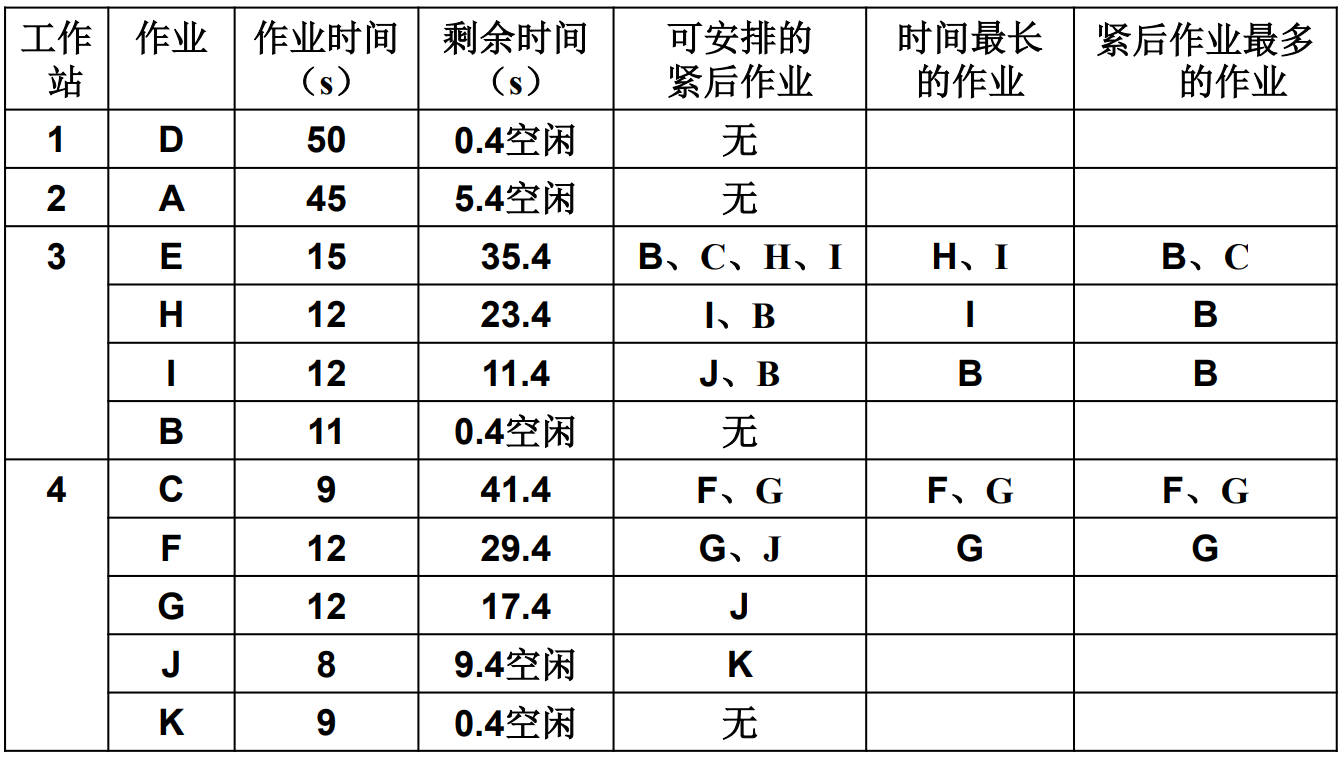 工作站 作业 作业时间（s） 剩余时间（s） 可安排的紧后作业 时间最长的作业 紧后作业最多的作业
1 D 50 0.4空闲 无
2 A 45 5.4空闲 无
3 E 15 35.4 B、C、H、I H、I B、C
H 12 23.4 I、B I B
I 12 11.4 J、B B B
B 11 0.4空闲 无
4 C 9 41.4 F、G F、G F、G
F 12 29.4 G、J G G
G 12 17.4 J
J 8 9.4空闲 K
K 9 0.4空闲 无